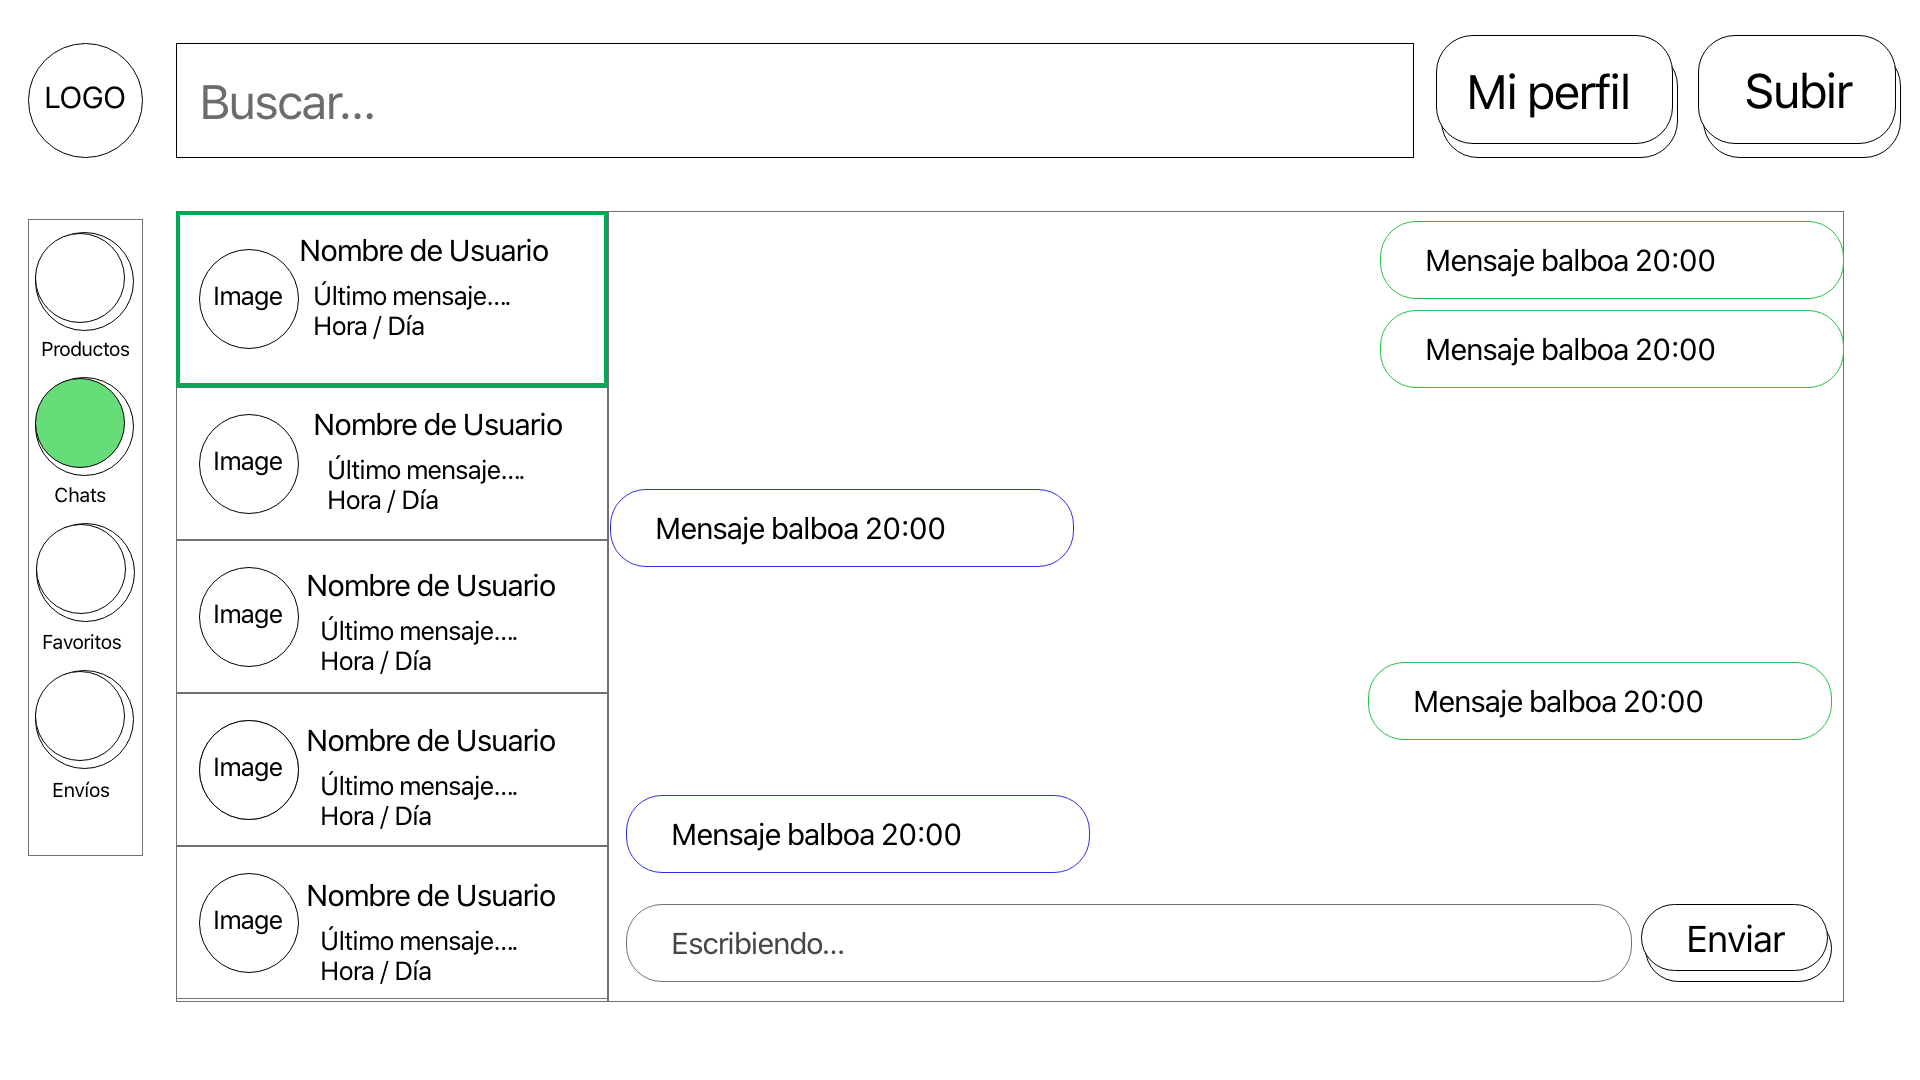 LOGO
Buscar...
Mi perfil
Subir
Productos
Chats
Favoritos
Envíos
Image
Nombre de Usuario
Último mensaje....
Hora / Día
Image
Nombre de Usuario
Último mensaje....
Hora / Día
Image
Nombre de Usuario
Último mensaje....
Hora / Día
Image
Nombre de Usuario
Último mensaje....
Hora / Día
Image
Nombre de Usuario
Último mensaje....
Hora / Día
Mensaje balboa 20:00
Mensaje balboa 20:00
Mensaje balboa 20:00
Mensaje balboa 20:00
Mensaje balboa 20:00
Escribiendo...
Enviar